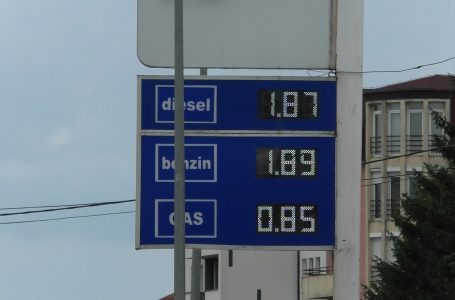 diesel 1.87
benzin 1.89
GAS 0.85